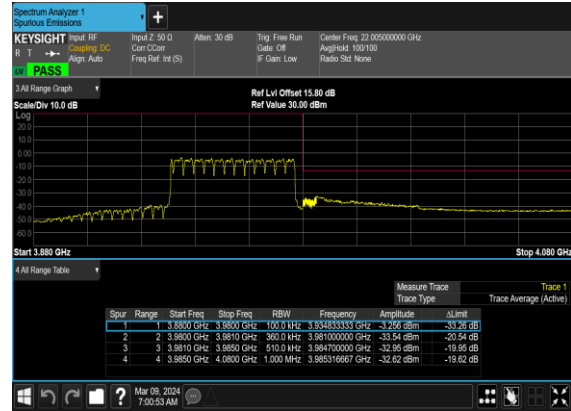 Spectrum Analyzer 1
Spurious Emissions
+
KEYSIGHT Input: RF Input Z: 50 Ω Atten: 30 dB Trig: Free Run Center Freq: 22.005000000 GHz
R T Coupling: DC Corr CCorr Gate: Off Avg|Hold: 100/100
Align: Auto Freq Ref: Int (S) IF Gain: Low Radio Std: None
PASS
3 All Range Graph
Ref Lvl Offset 15.80 dB
Scale/Div 10.0 dB Ref Value 30.00 dBm
Log
20.0
10.0
0.00
-10.0
-20.0
-30.0
-40.0
-50.0
-60.0
Start 3.880 GHz Stop 4.080 GHz
4 All Range Table
Measure Trace Trace 1
Trace Type Trace Average (Active)
Spur Range Start Freq Stop Freq RBW Frequency Amplitude ΔLimit
1 1 3.8800 GHz 3.9800 GHz 100.0 kHz 3.934833333 GHz -3.256 dBm -33.26 dB
2 2 3.9800 GHz 3.9810 GHz 360.0 kHz 3.981000000 GHz -33.54 dBm -20.54 dB
3 3 3.9810 GHz 3.9850 GHz 510.0 kHz 3.984700000 GHz -32.95 dBm -19.95 dB
4 4 3.9850 GHz 4.0800 GHz 1.000 MHz 3.985316667 GHz -32.62 dBm -19.62 dB
?
Mar 09, 2024
7:00:53 AM